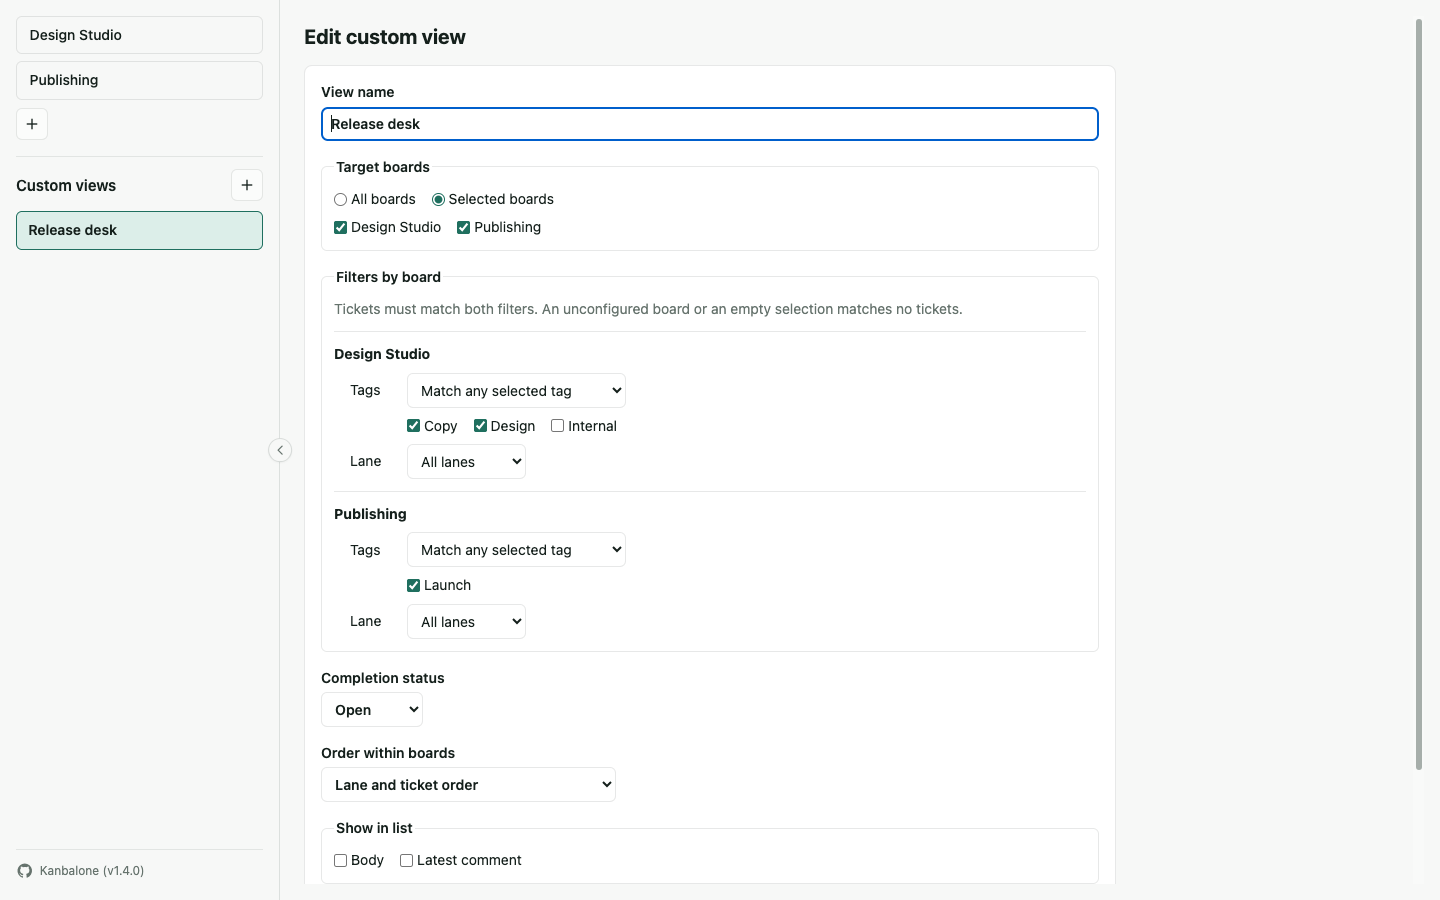 Design Studio
Publishing
Custom views
Release desk
Kanbalone (v1.4.0)
Edit custom view
View name
Release desk
Target boards
All boards Selected boards
Design Studio Publishing
Filters by board
Tickets must match both filters. An unconfigured board or an empty selection matches no tickets.
Design Studio
Tags Match any selected tag
Copy Design Internal
Lane All lanes
Publishing
Tags Match any selected tag
Launch
Lane All lanes
Completion status
Open
Order within boards
Lane and ticket order
Show in list
Body Latest comment